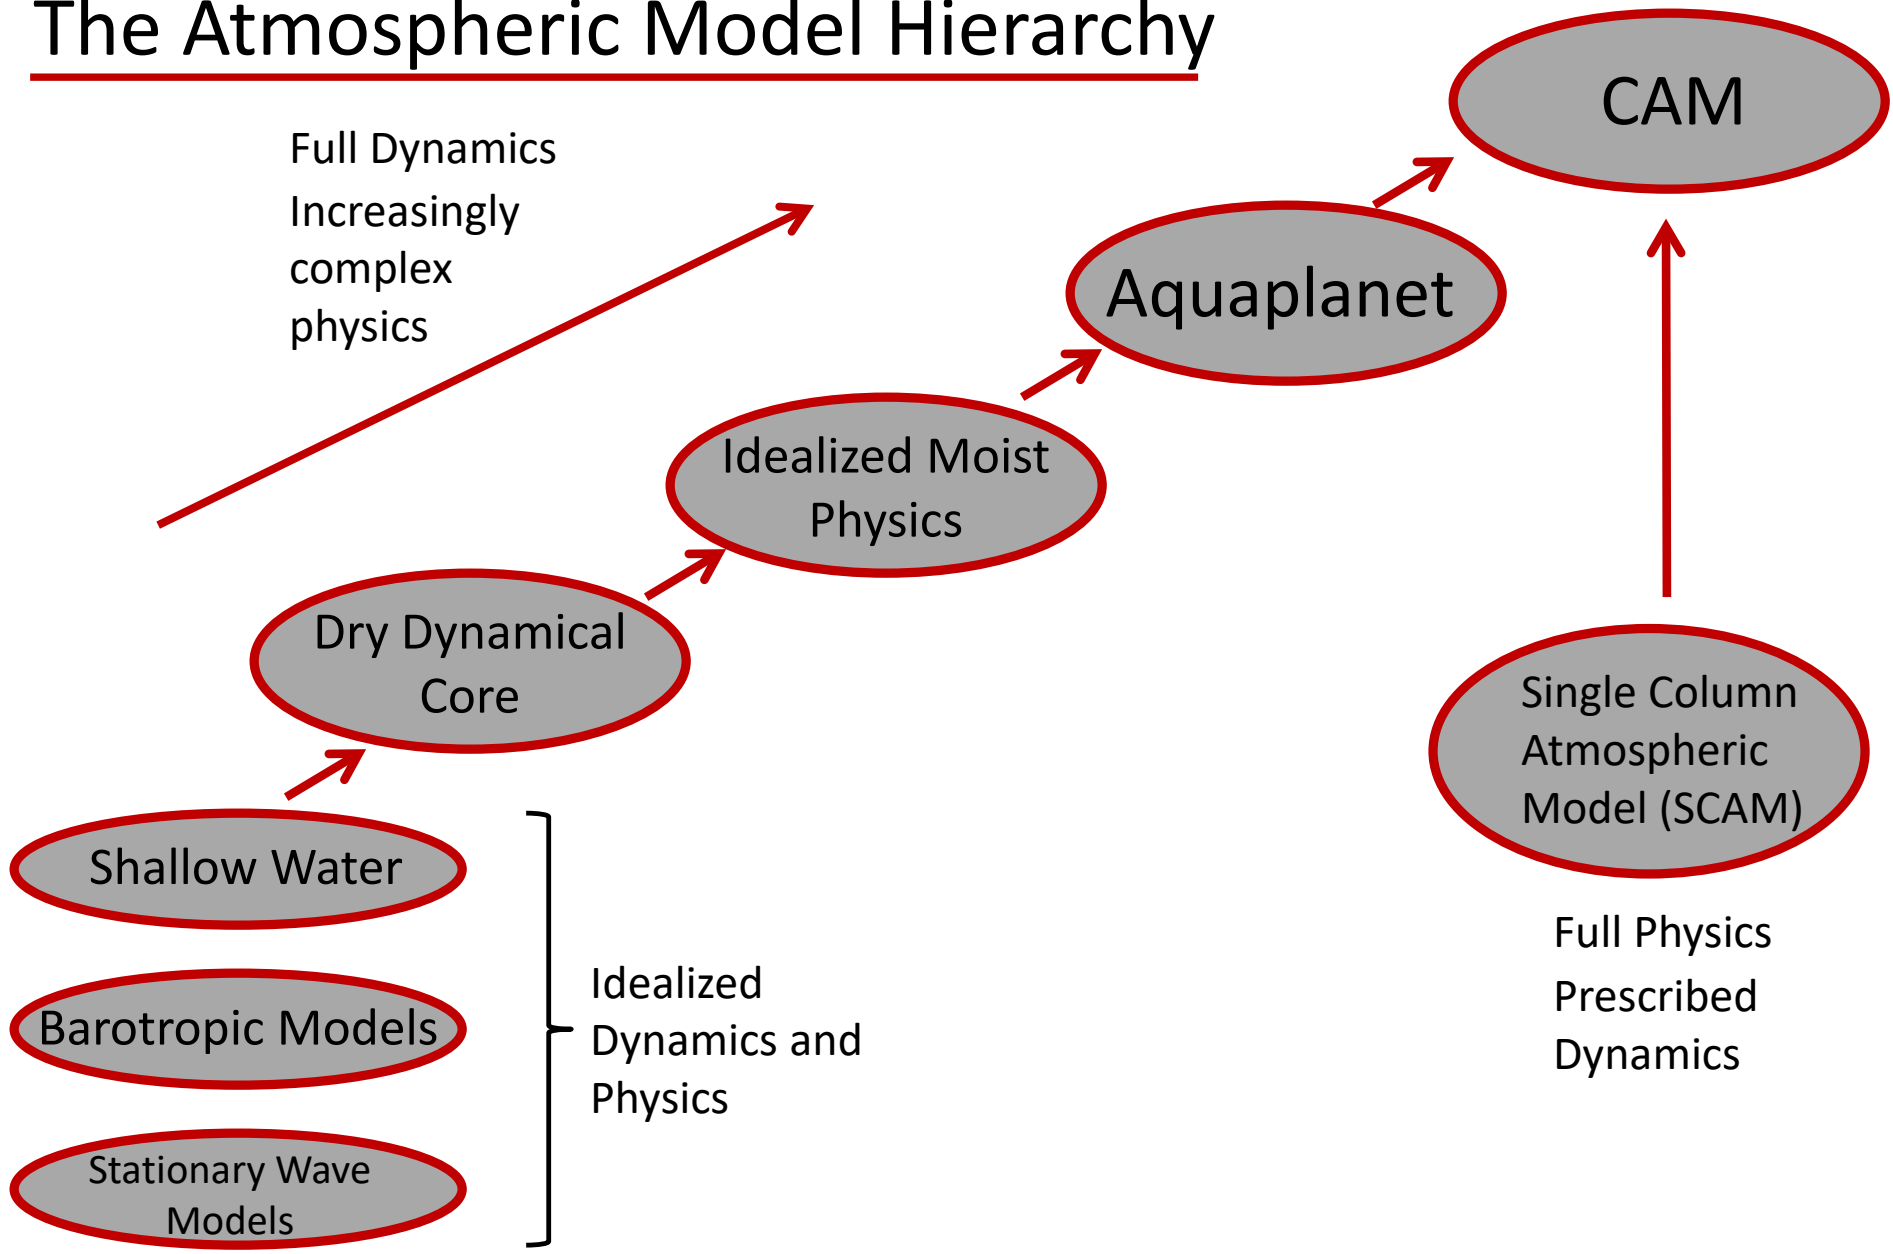 The Atmospheric Model Hierarchy
CAM
Full Dynamics
Increasingly
complex
physics
Aquaplanet
Idealized Moist
Physics
Dry Dynamical
Core
Single Column
Atmospheric
Model (SCAM)
Shallow Water
Full Physics
Prescribed
Dynamics
Idealized
Dynamics and
Physics
Barotropic Models
Stationary Wave
Models